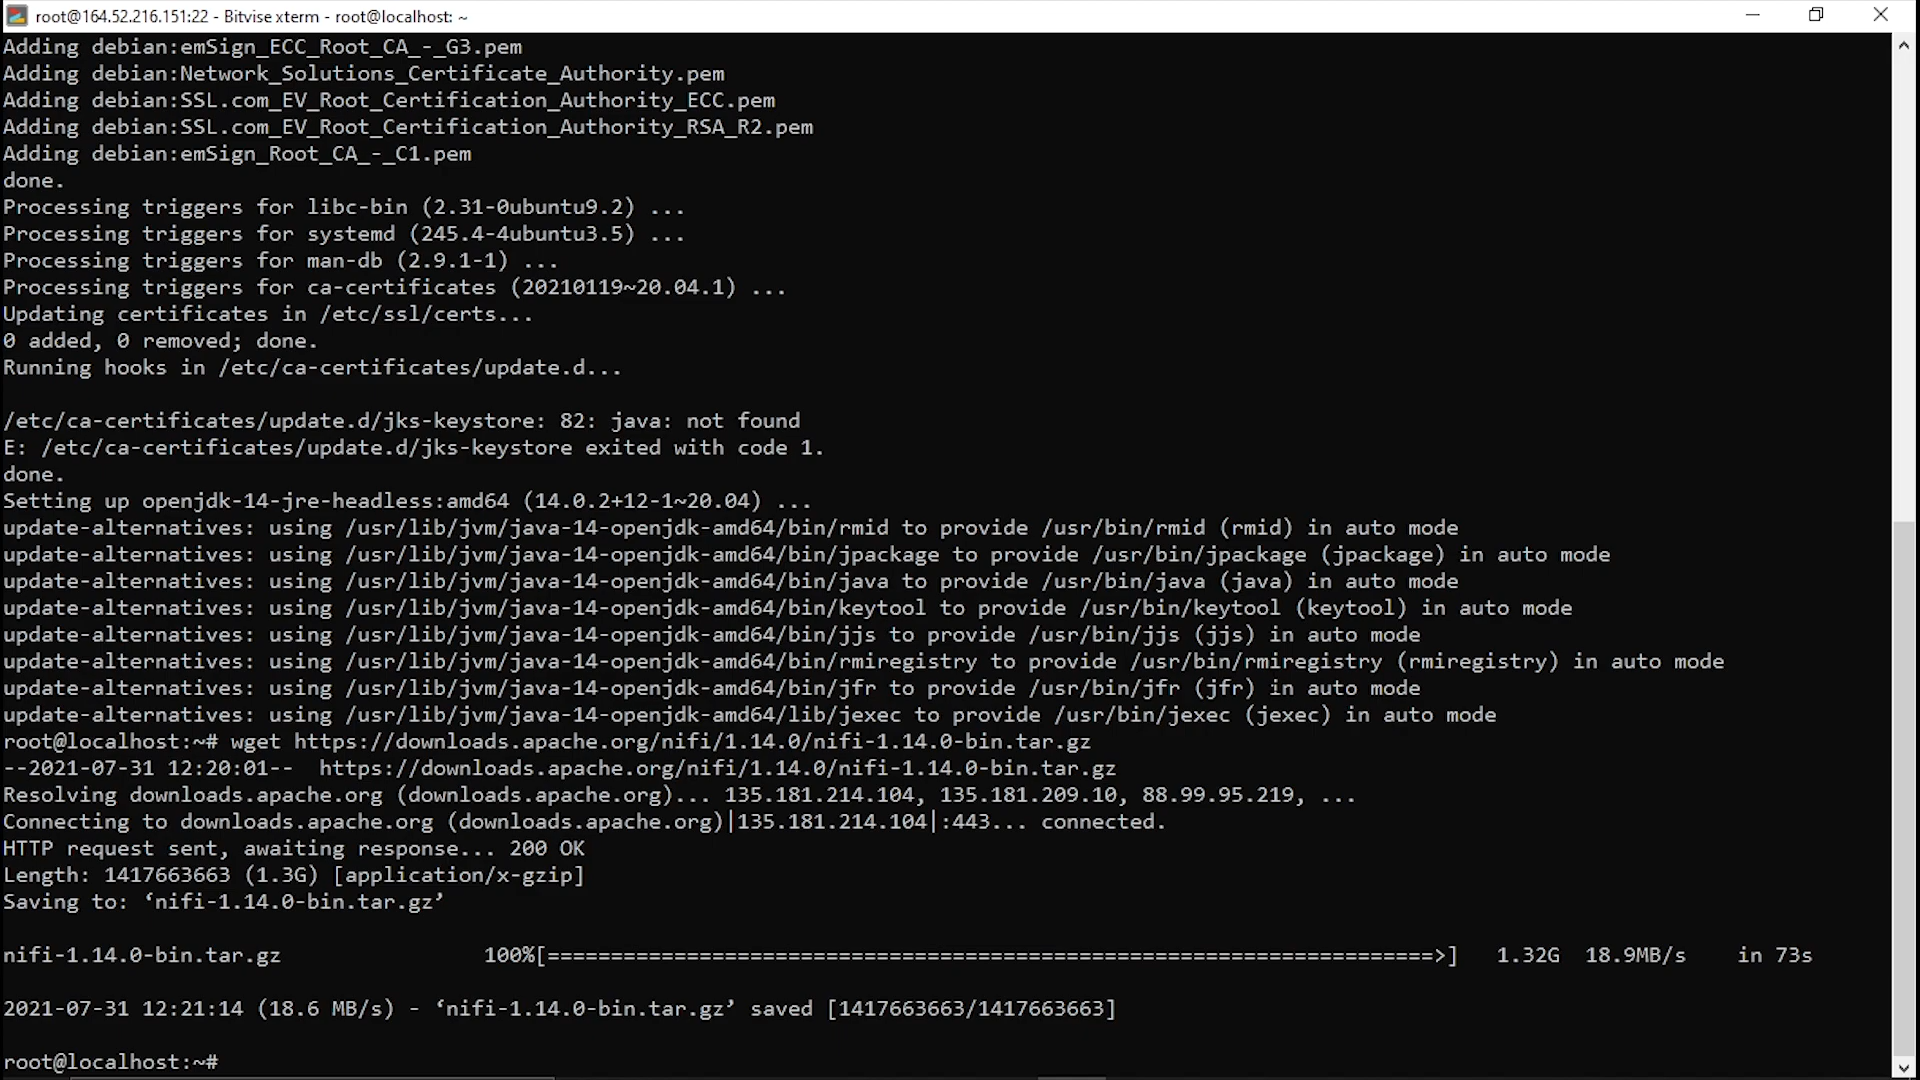 root@164.52.216.151:22 - Bitvise xterm - root@localhost: ~
Adding debian:emSign_ECC_Root_CA_-_G3.pem
Adding debian:Network_Solutions_Certificate_Authority.pem
Adding debian:SSL.com_EV_Root_Certification_Authority_ECC.pem
Adding debian:SSL.com_EV_Root_Certification_Authority_RSA_R2.pem
Adding debian:emSign_Root_CA_-_C1.pem
done.
Processing triggers for libc-bin (2.31-0ubuntu9.2) ...
Processing triggers for systemd (245.4-4ubuntu3.5) ...
Processing triggers for man-db (2.9.1-1) ...
Processing triggers for ca-certificates (20210119~20.04.1) ...
Updating certificates in /etc/ssl/certs...
0 added, 0 removed; done.
Running hooks in /etc/ca-certificates/update.d...
/etc/ca-certificates/update.d/jks-keystore: 82: java: not found
E: /etc/ca-certificates/update.d/jks-keystore exited with code 1.
done.
Setting up openjdk-14-jre-headless:amd64 (14.0.2+12-1~20.04) ...
update-alternatives: using /usr/lib/jvm/java-14-openjdk-amd64/bin/rmid to provide /usr/bin/rmid (rmid) in auto mode
update-alternatives: using /usr/lib/jvm/java-14-openjdk-amd64/bin/jpackage to provide /usr/bin/jpackage (jpackage) in auto mode
update-alternatives: using /usr/lib/jvm/java-14-openjdk-amd64/bin/java to provide /usr/bin/java (java) in auto mode
update-alternatives: using /usr/lib/jvm/java-14-openjdk-amd64/bin/keytool to provide /usr/bin/keytool (keytool) in auto mode
update-alternatives: using /usr/lib/jvm/java-14-openjdk-amd64/bin/jjs to provide /usr/bin/jjs (jjs) in auto mode
update-alternatives: using /usr/lib/jvm/java-14-openjdk-amd64/bin/rmiregistry to provide /usr/bin/rmiregistry (rmiregistry) in auto mode
update-alternatives: using /usr/lib/jvm/java-14-openjdk-amd64/bin/jfr to provide /usr/bin/jfr (jfr) in auto mode
update-alternatives: using /usr/lib/jvm/java-14-openjdk-amd64/lib/jexec to provide /usr/bin/jexec (jexec) in auto mode
root@localhost:~# wget https://downloads.apache.org/nifi/1.14.0/nifi-1.14.0-bin.tar.gz
--2021-07-31 12:20:01--  https://downloads.apache.org/nifi/1.14.0/nifi-1.14.0-bin.tar.gz
Resolving downloads.apache.org (downloads.apache.org)... 135.181.214.104, 135.181.209.10, 88.99.95.219, ...
Connecting to downloads.apache.org (downloads.apache.org)|135.181.214.104|:443... connected.
HTTP request sent, awaiting response... 200 OK
Length: 1417663663 (1.3G) [application/x-gzip]
Saving to: ‘nifi-1.14.0-bin.tar.gz’
nifi-1.14.0-bin.tar.gz 100%[======================================================================>] 1.32G 18.9MB/s in 73s
2021-07-31 12:21:14 (18.6 MB/s) - ‘nifi-1.14.0-bin.tar.gz’ saved [1417663663/1417663663]
root@localhost:~#